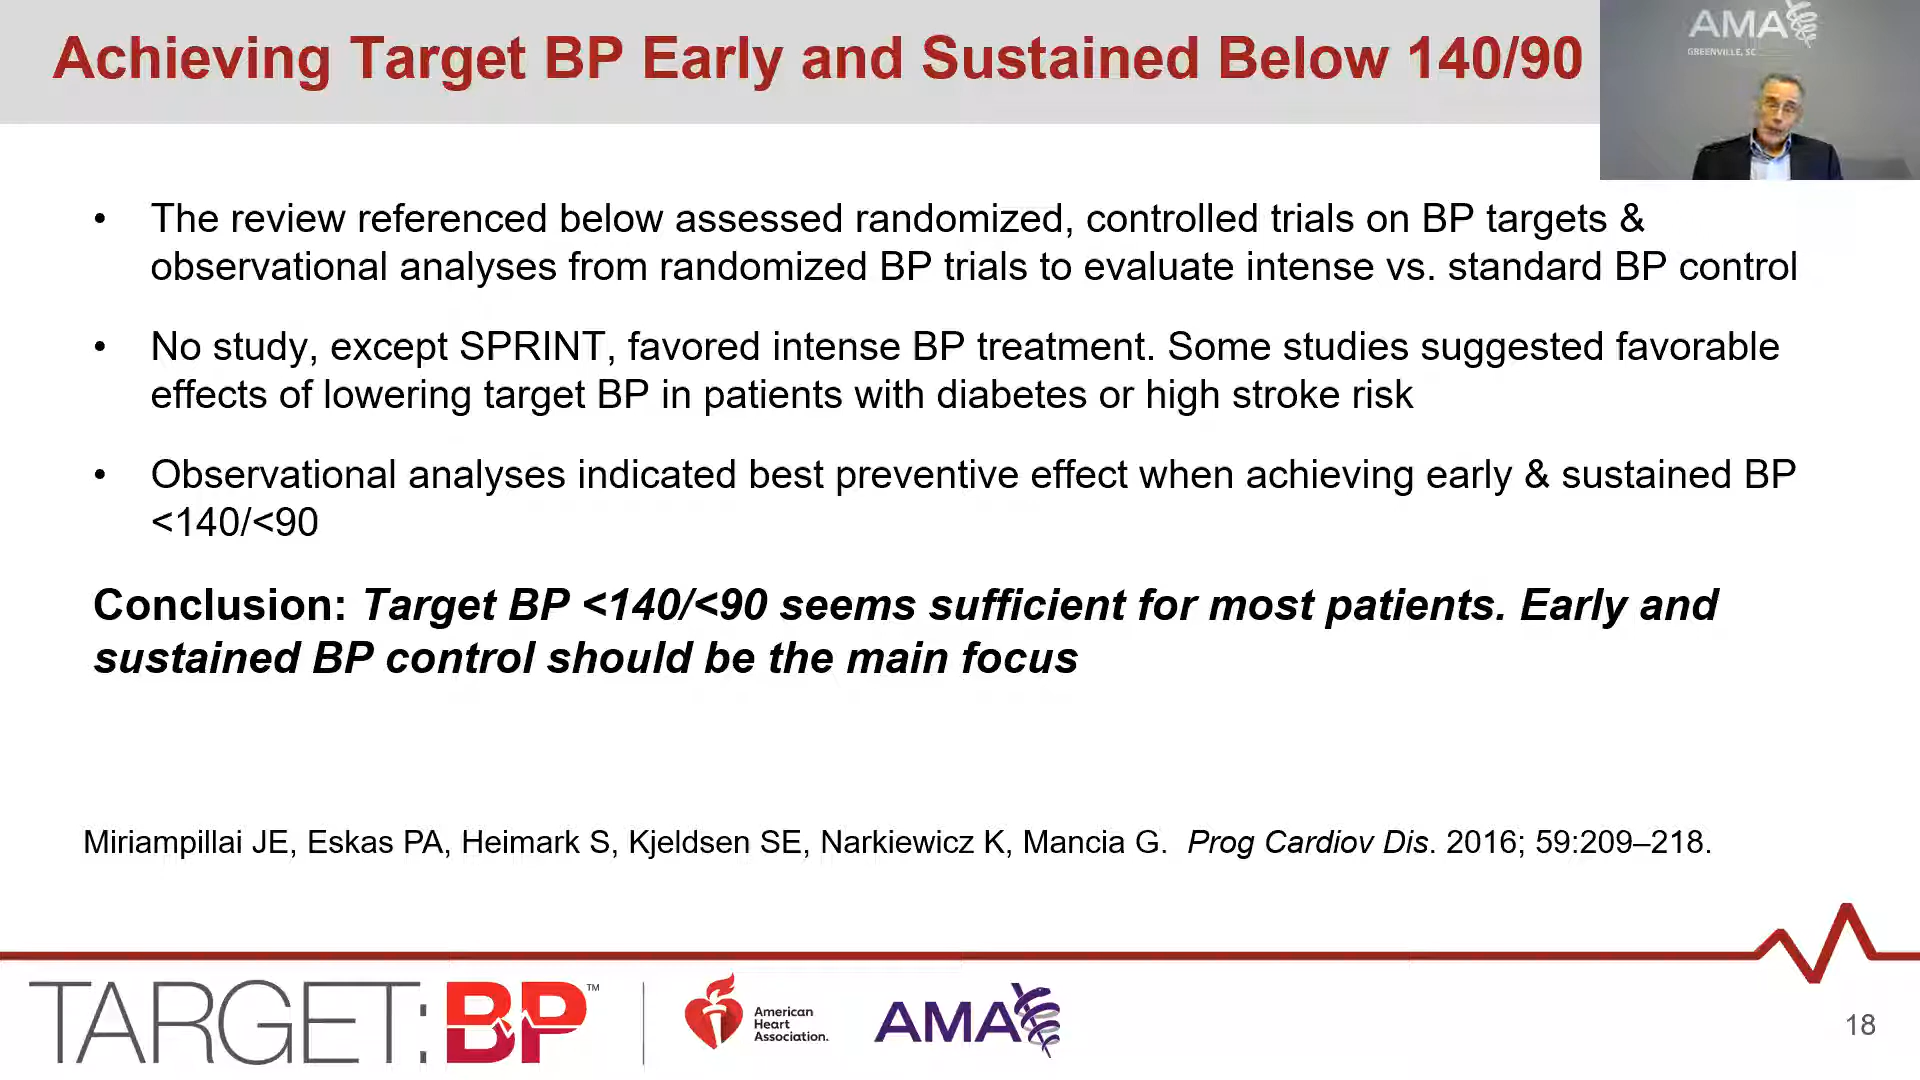 Achieving Target BP Early and Sustained Below 140/90
AMA
GREENVILLE, SC
• The review referenced below assessed randomized, controlled trials on BP targets &
observational analyses from randomized BP trials to evaluate intense vs. standard BP control
• No study, except SPRINT, favored intense BP treatment. Some studies suggested favorable
effects of lowering target BP in patients with diabetes or high stroke risk
• Observational analyses indicated best preventive effect when achieving early & sustained BP
<140/<90
Conclusion: Target BP <140/<90 seems sufficient for most patients. Early and
sustained BP control should be the main focus
Miriampillai JE, Eskas PA, Heimark S, Kjeldsen SE, Narkiewicz K, Mancia G. Prog Cardiov Dis. 2016; 59:209–218.
TARGET:BP™
American
Heart
Association.
AMA
18